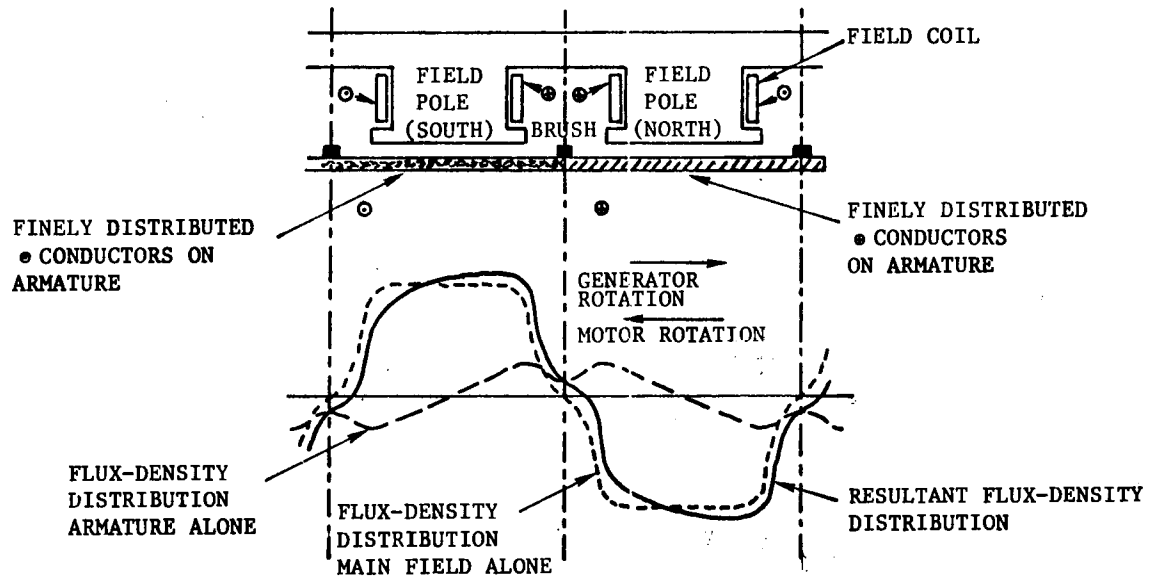 FIELD COIL
FIELD
POLE
(SOUTH)
BRUSH
FIELD
POLE
(NORTH)
FINELY DISTRIBUTED
CONDUCTORS ON
ARMATURE
FINELY DISTRIBUTED
CONDUCTORS
ON ARMATURE
GENERATOR
ROTATION
MOTOR ROTATION
FLUX-DENSITY
DISTRIBUTION
ARMATURE ALONE
FLUX-DENSITY
DISTRIBUTION
MAIN FIELD ALONE
RESULTANT FLUX-DENSITY
DISTRIBUTION